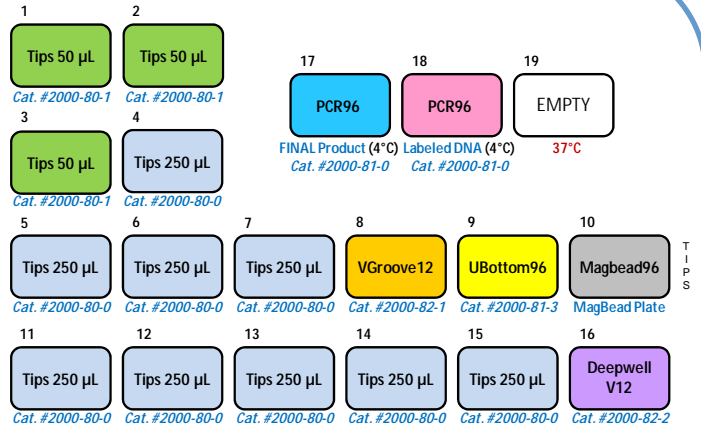 1 2
Tips 50 µL Tips 50 µL
Cat. #2000-80-1 Cat. #2000-80-1
17 18 19
PCR96 PCR96 EMPTY
FINAL Product (4°C) Labeled DNA (4°C) 37°C
Cat. #2000-81-0 Cat. #2000-81-0
3 4
Tips 50 µL Tips 250 µL
Cat. #2000-80-1 Cat. #2000-80-0
5 6 7 8 9 10
Tips 250 µL Tips 250 µL Tips 250 µL VGroove12 UBottom96 Magbead96
Cat. #2000-80-0 Cat. #2000-80-0 Cat. #2000-80-0 Cat. #2000-82-1 Cat. #2000-81-3 MagBead Plate
T
I
P
S
11 12 13 14 15 16
Tips 250 µL Tips 250 µL Tips 250 µL Tips 250 µL Tips 250 µL Deepwell
V12
Cat. #2000-80-0 Cat. #2000-80-0 Cat. #2000-80-0 Cat. #2000-80-0 Cat. #2000-80-0 Cat. #2000-82-2